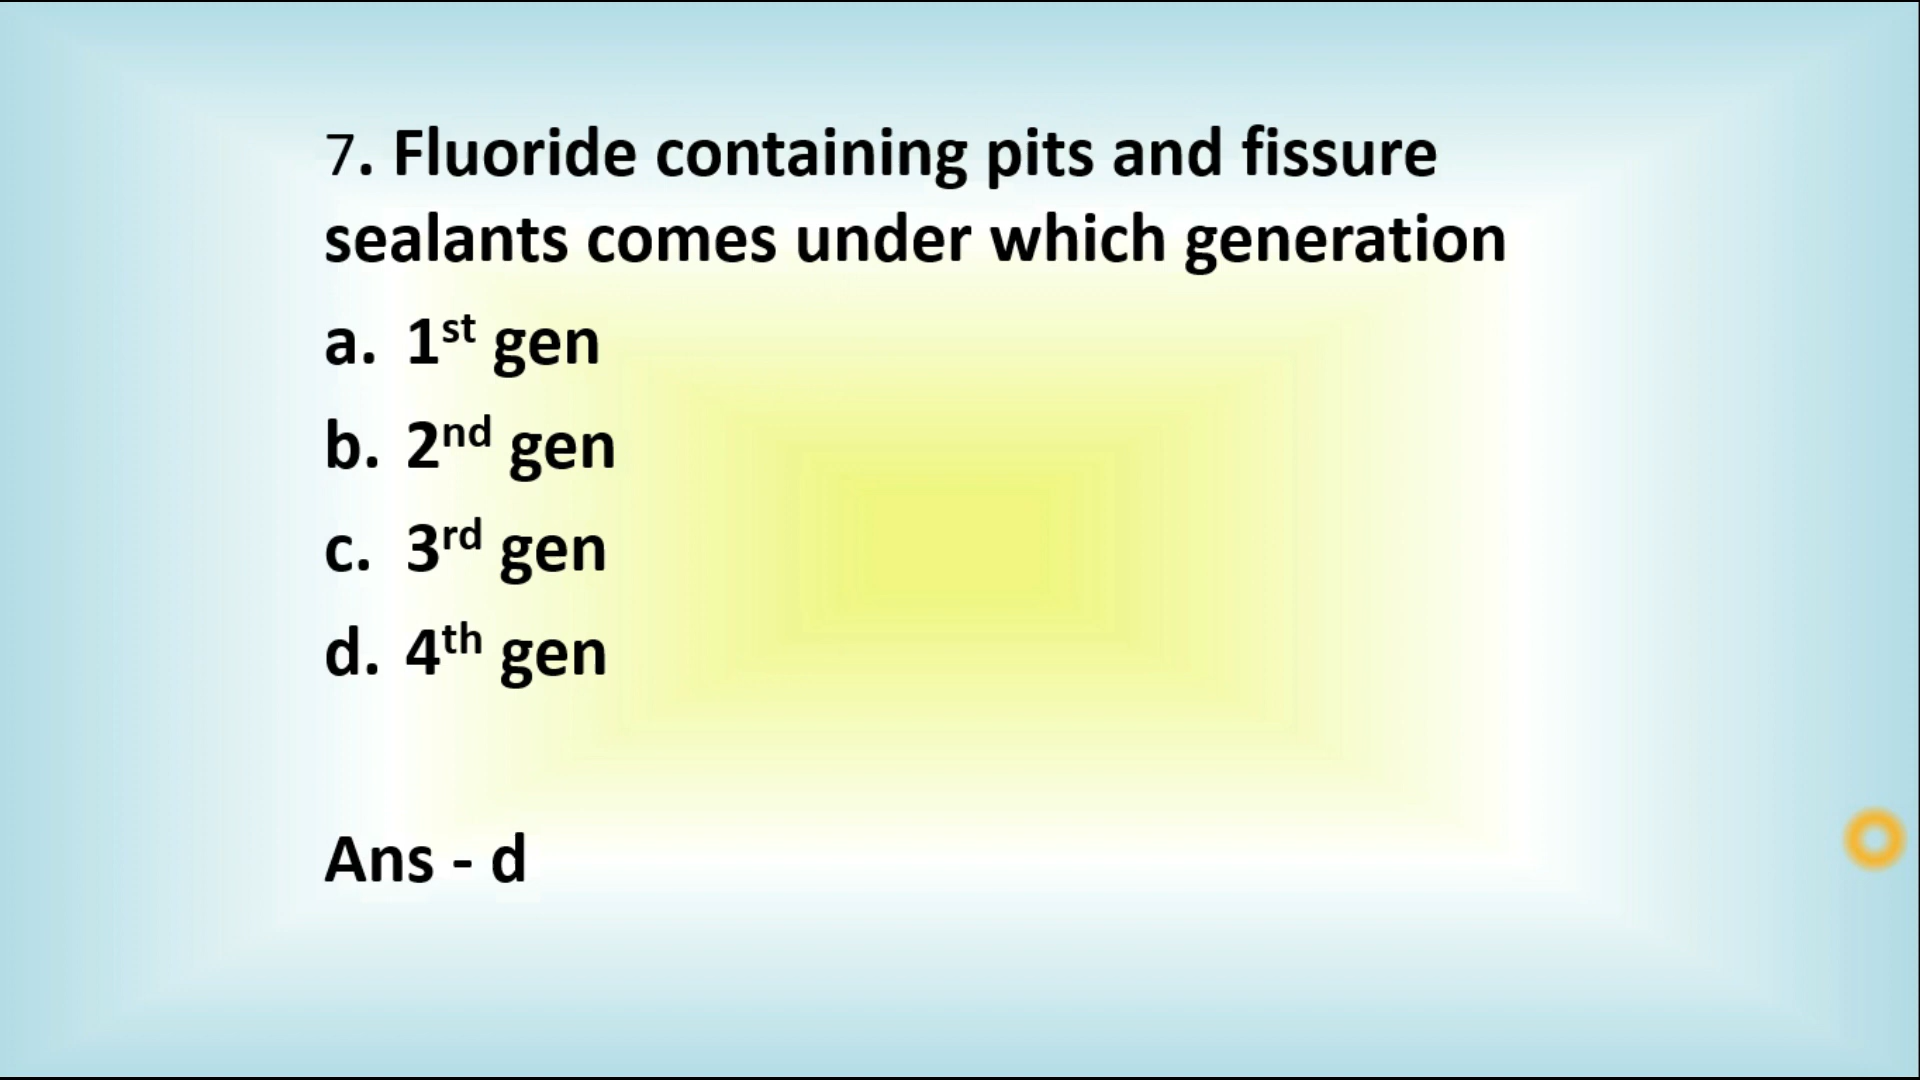 7. Fluoride containing pits and fissure
sealants comes under which generation
a. 1st gen
b. 2nd gen
c. 3rd gen
d. 4th gen
Ans - d